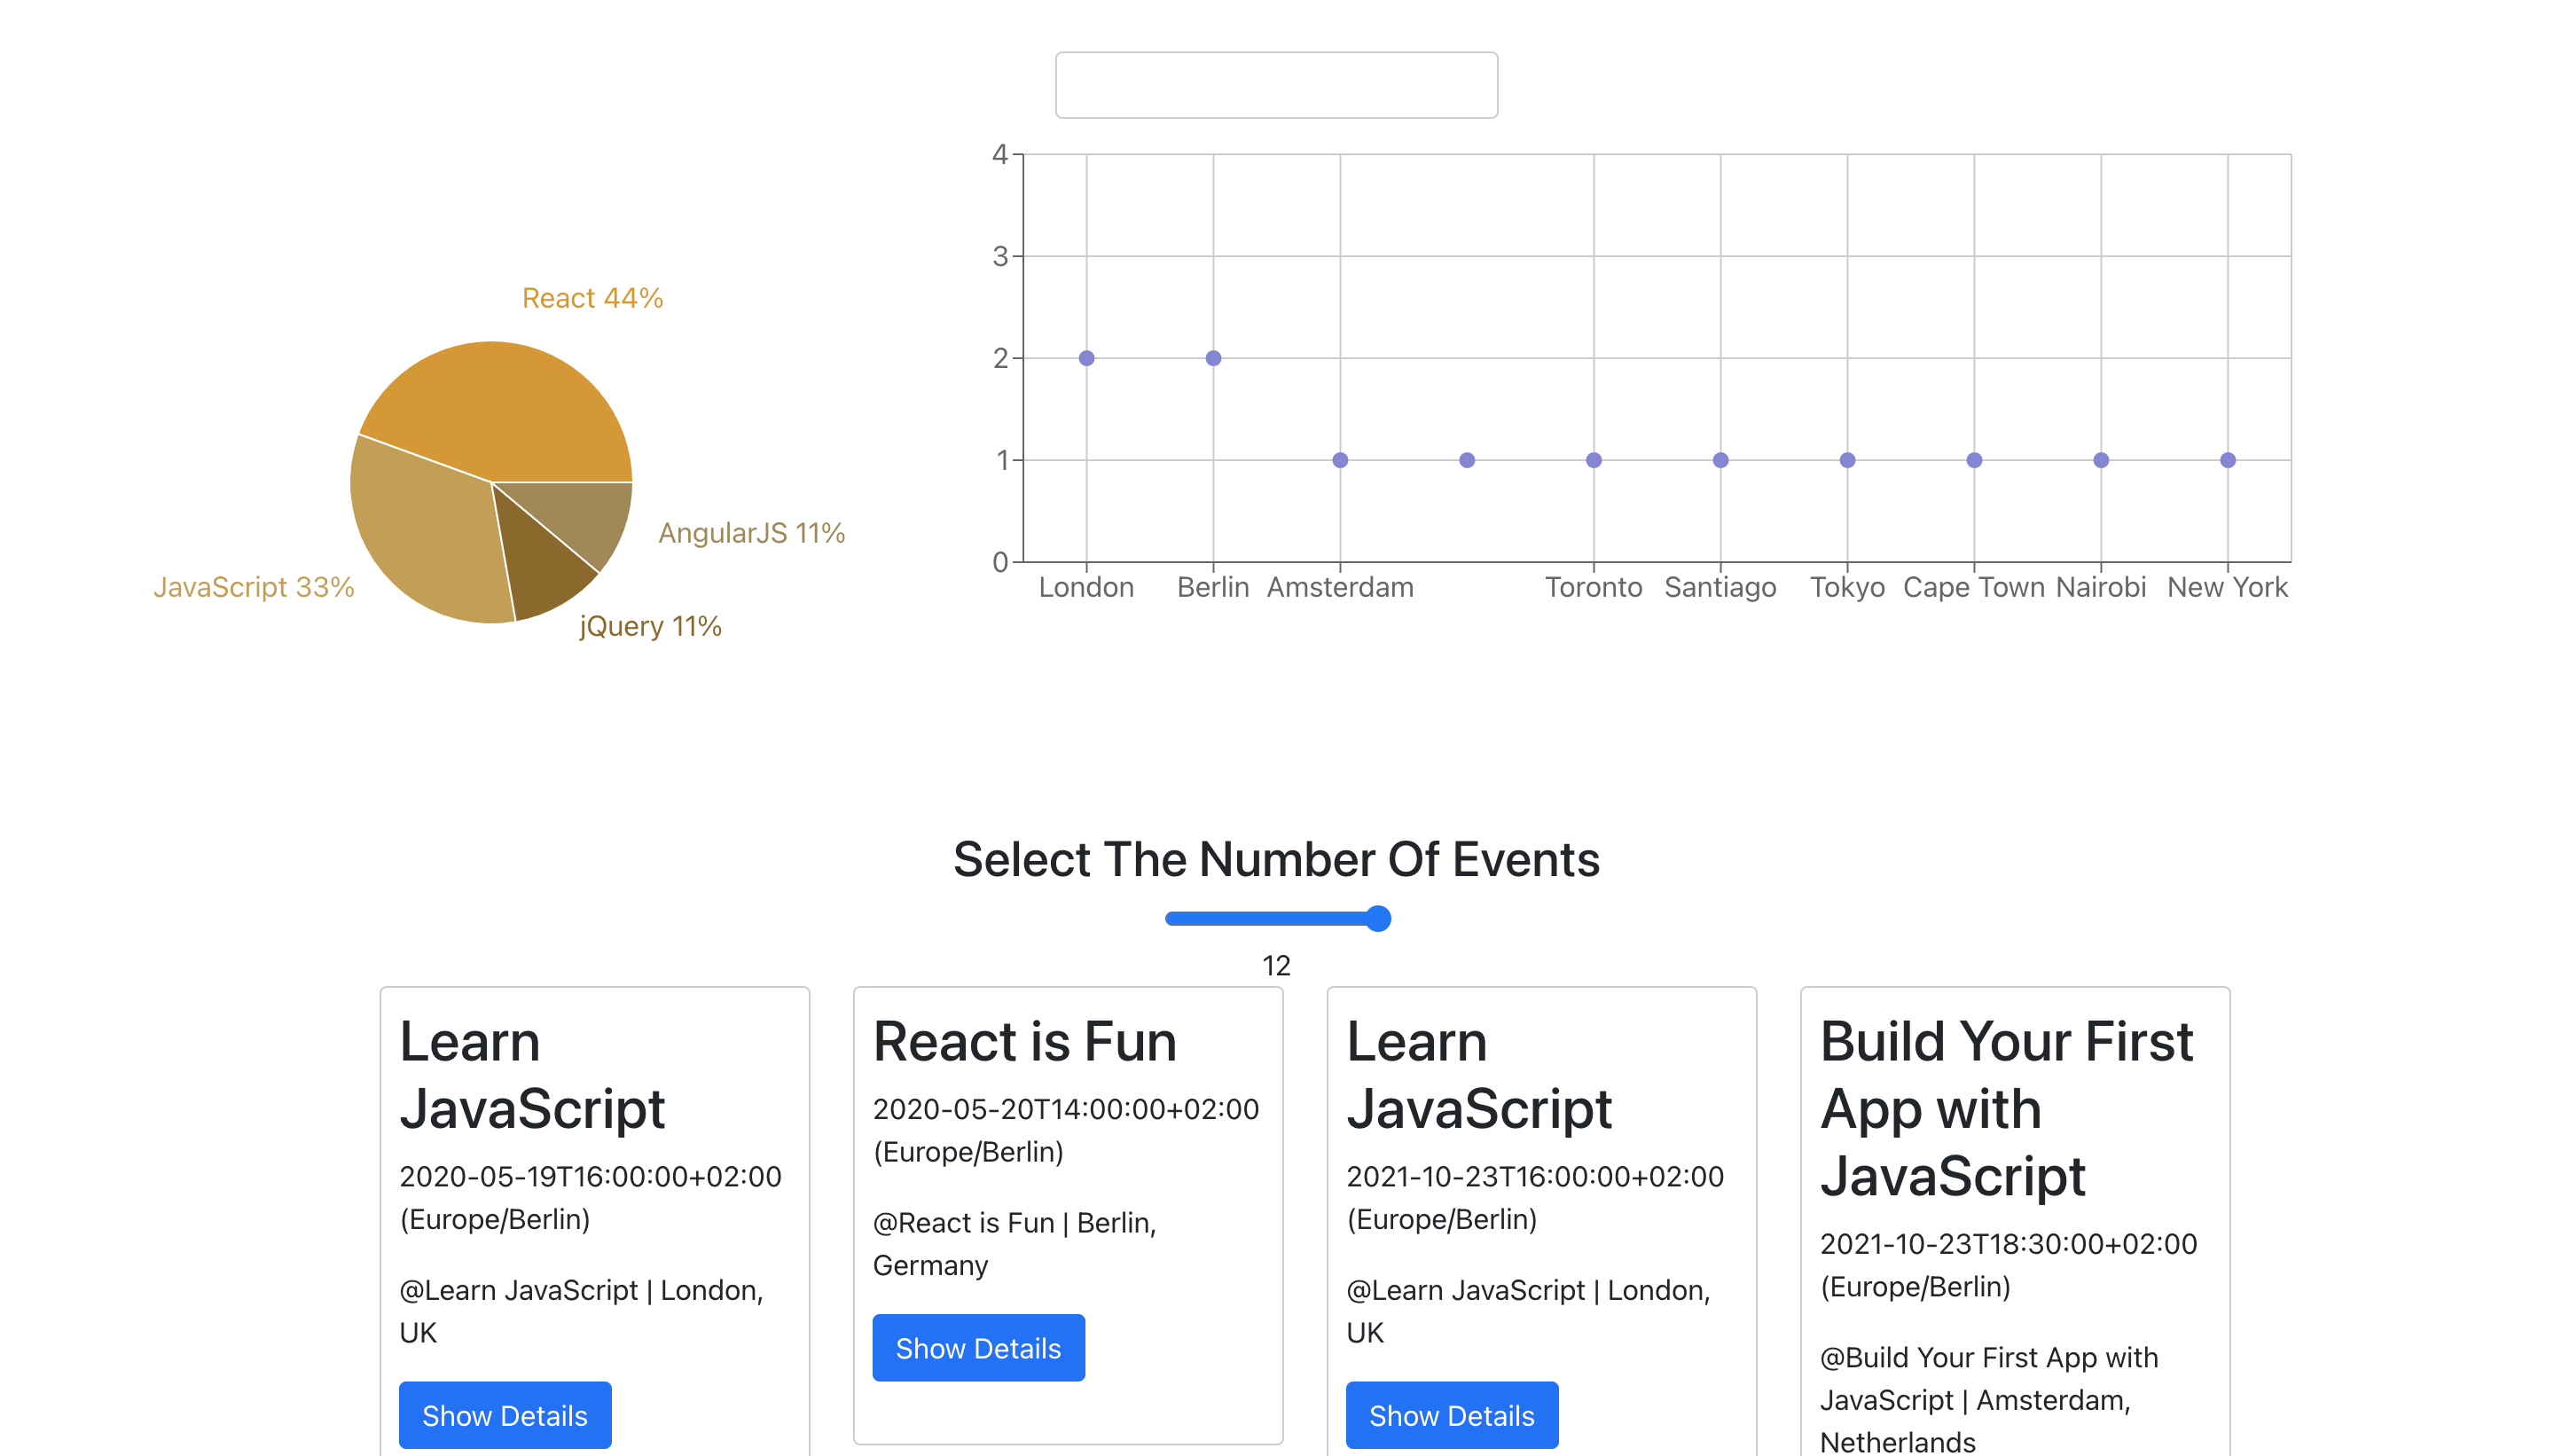 React 44%
AngularJS 11%
JavaScript 33%
jQuery 11%
4
3
2
1
0
London Berlin Amsterdam Toronto Santiago Tokyo Cape Town Nairobi New York
Select The Number Of Events
12
Learn
JavaScript
2020-05-19T16:00:00+02:00
(Europe/Berlin)
@Learn JavaScript | London,
UK
Show Details
React is Fun
2020-05-20T14:00:00+02:00
(Europe/Berlin)
@React is Fun | Berlin,
Germany
Show Details
Learn
JavaScript
2021-10-23T16:00:00+02:00
(Europe/Berlin)
@Learn JavaScript | London,
UK
Show Details
Build Your First
App with
JavaScript
2021-10-23T18:30:00+02:00
(Europe/Berlin)
@Build Your First App with
JavaScript | Amsterdam,
Netherlands